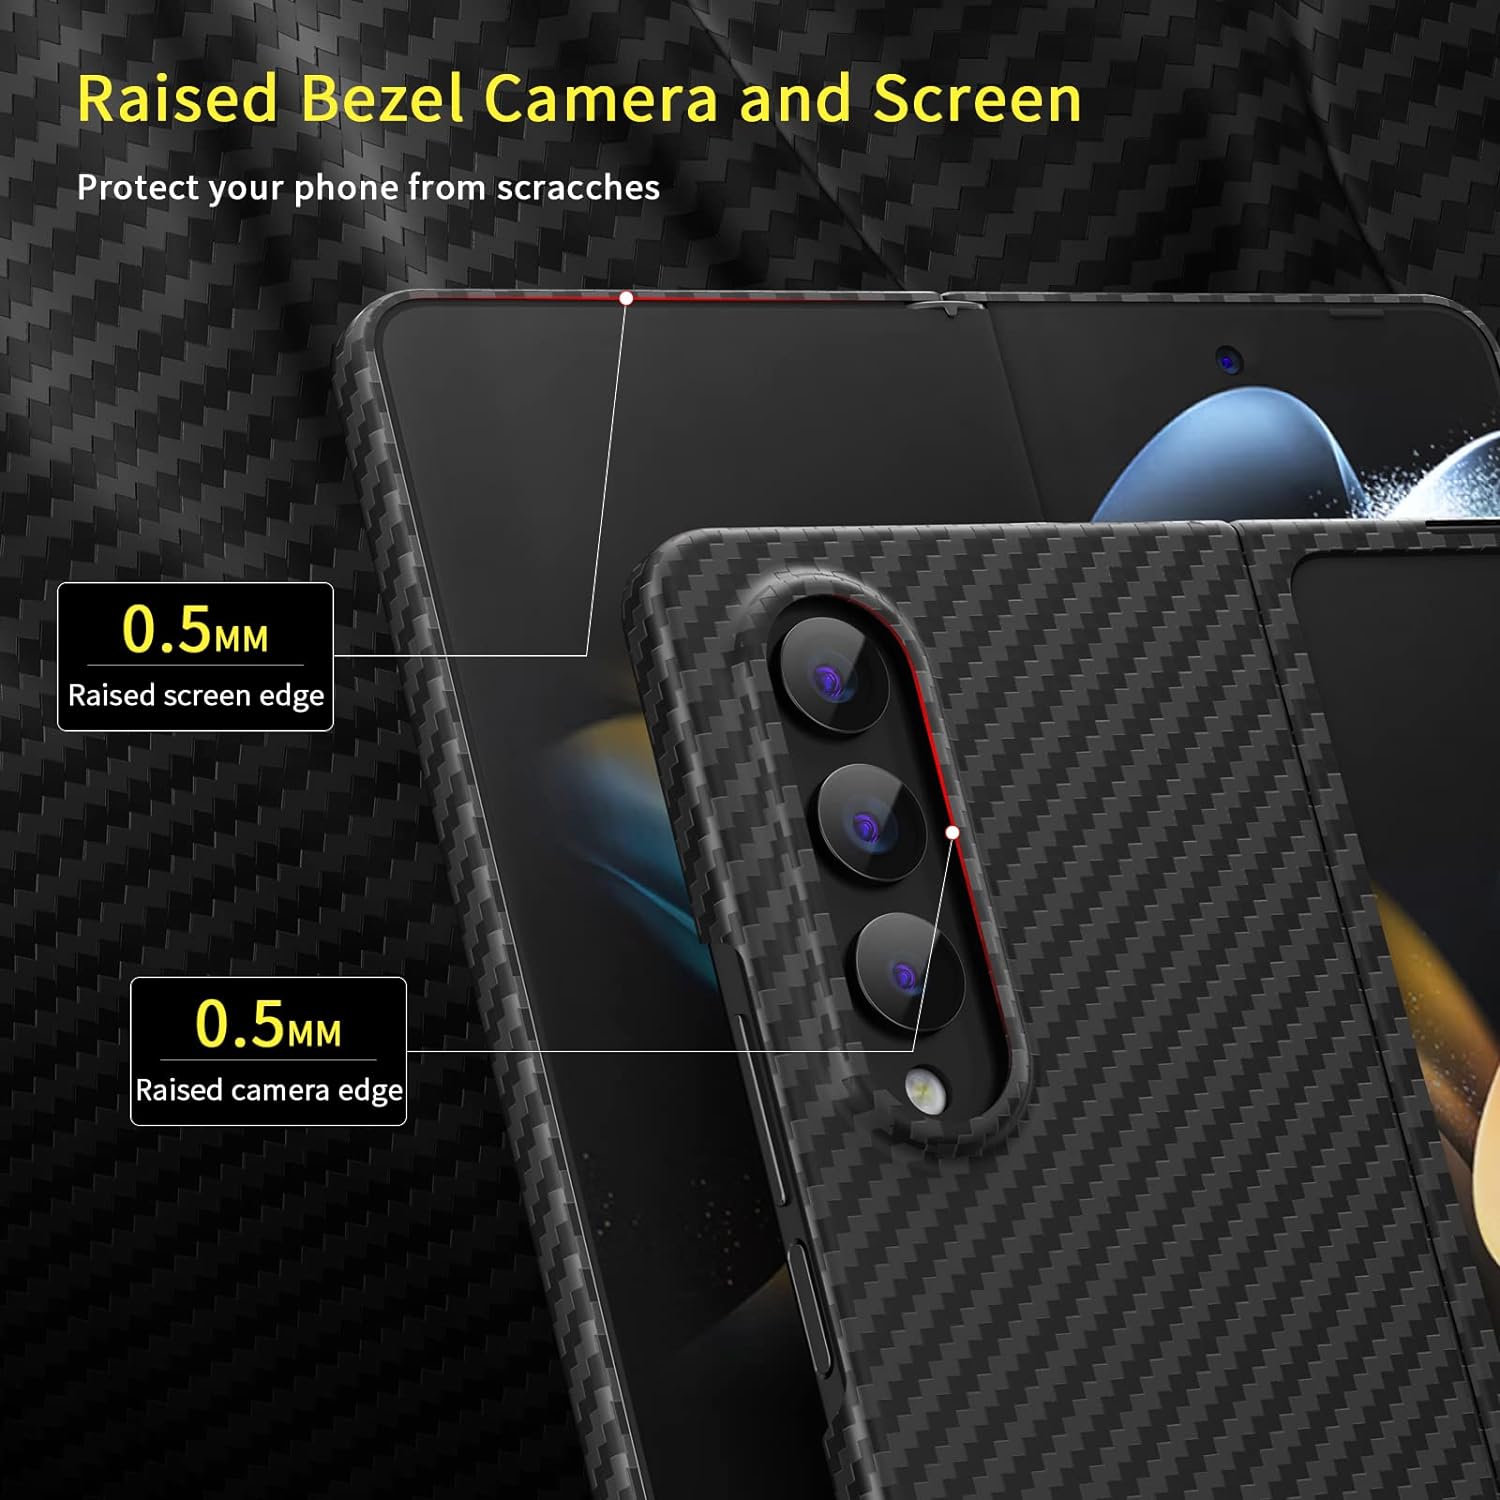 Raised Bezel Camera and Screen
Protect your phone from scracches
0.5MM
Raised screen edge
0.5MM
Raised camera edge